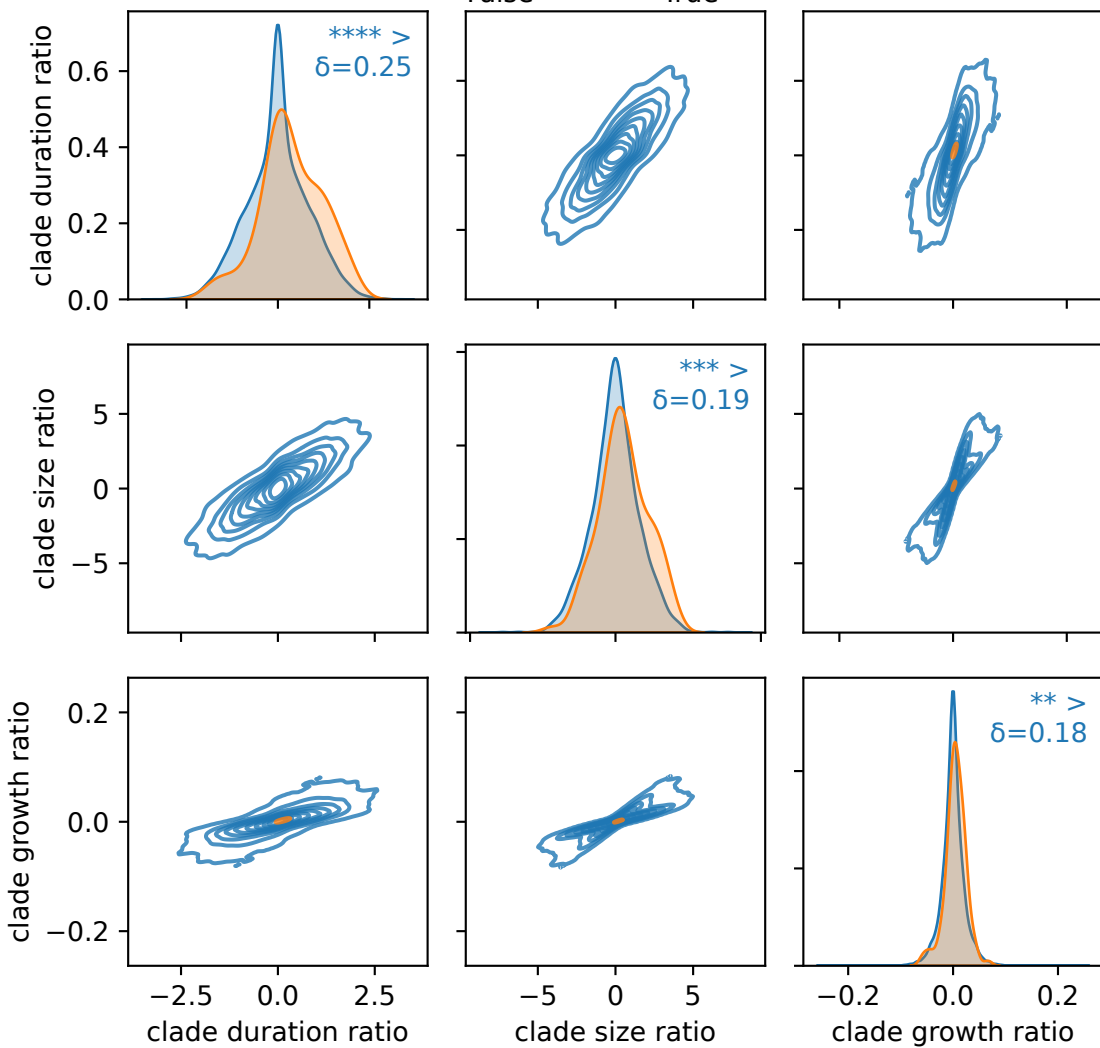 True
clade duration ratio
0.6
0.4
0.2
0.0
**** >
δ=0.25
clade size ratio
5
0
−5
*** >
δ=0.19
clade growth ratio
0.2
0.0
−0.2
** >
δ=0.18
−2.5 0.0 2.5
−5 0 5
−0.2 0.0 0.2
clade duration ratio
clade size ratio
clade growth ratio